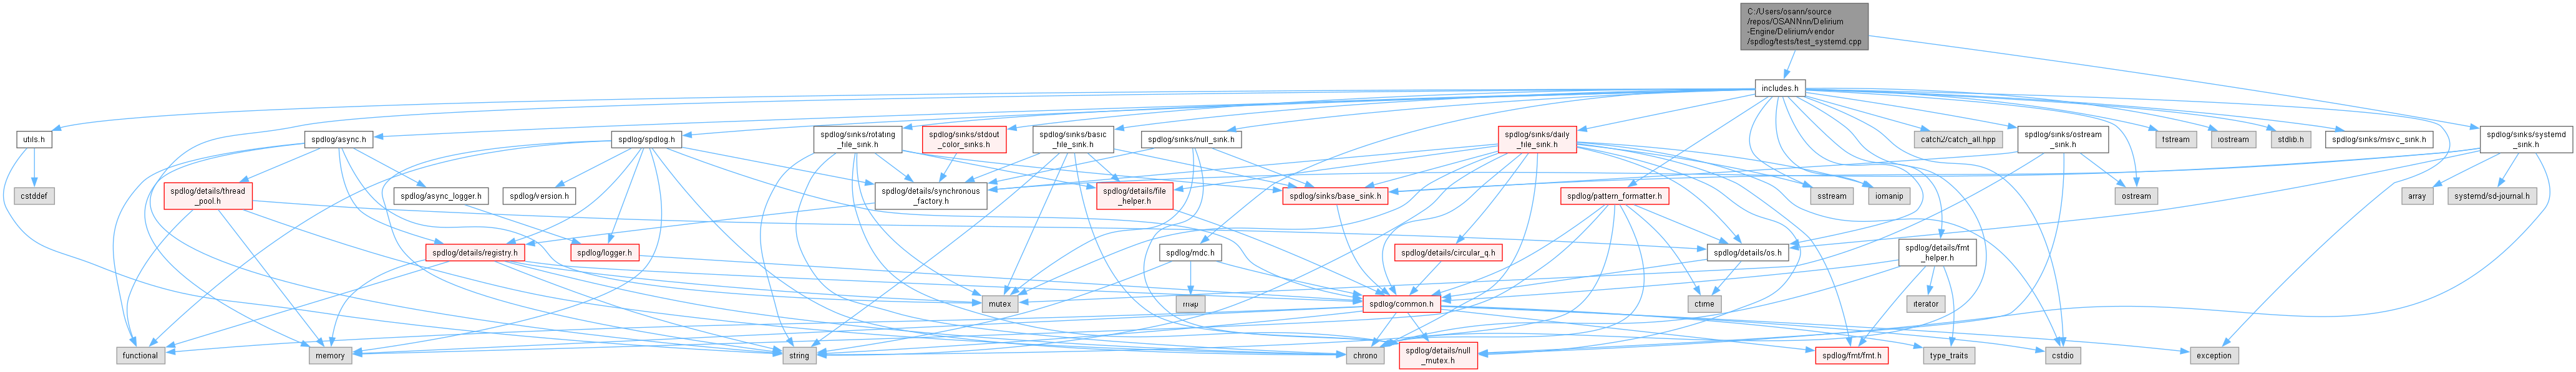 C:/Users/osann/source
/repos/OSANNnn/Delirium
-Engine/Delirium/vendor
/spdlog/tests/test_systemd.cpp
includes.h
utils.h
spdlog/async.h
spdlog/spdlog.h
spdlog/sinks/rotating
_file_sink.h
spdlog/sinks/stdout
_color_sinks.h
spdlog/sinks/basic
_file_sink.h
spdlog/sinks/null_sink.h
spdlog/sinks/daily
_file_sink.h
catch2/catch_all.hpp
spdlog/sinks/ostream
_sink.h
fstream
iostream
stdlib.h
spdlog/sinks/msvc_sink.h
spdlog/sinks/systemd
_sink.h
cstddef
spdlog/details/thread
_pool.h
spdlog/async_logger.h
spdlog/version.h
spdlog/details/synchronous
_factory.h
spdlog/details/file
_helper.h
spdlog/sinks/base_sink.h
spdlog/pattern_formatter.h
sstream
iomanip
ostream
array
systemd/sd-journal.h
spdlog/details/registry.h
spdlog/logger.h
spdlog/mdc.h
spdlog/details/circular_q.h
spdlog/details/os.h
spdlog/details/fmt
_helper.h
mutex
map
spdlog/common.h
ctime
iterator
functional
memory
string
chrono
spdlog/details/null
_mutex.h
spdlog/fmt/fmt.h
type_traits
cstdio
exception